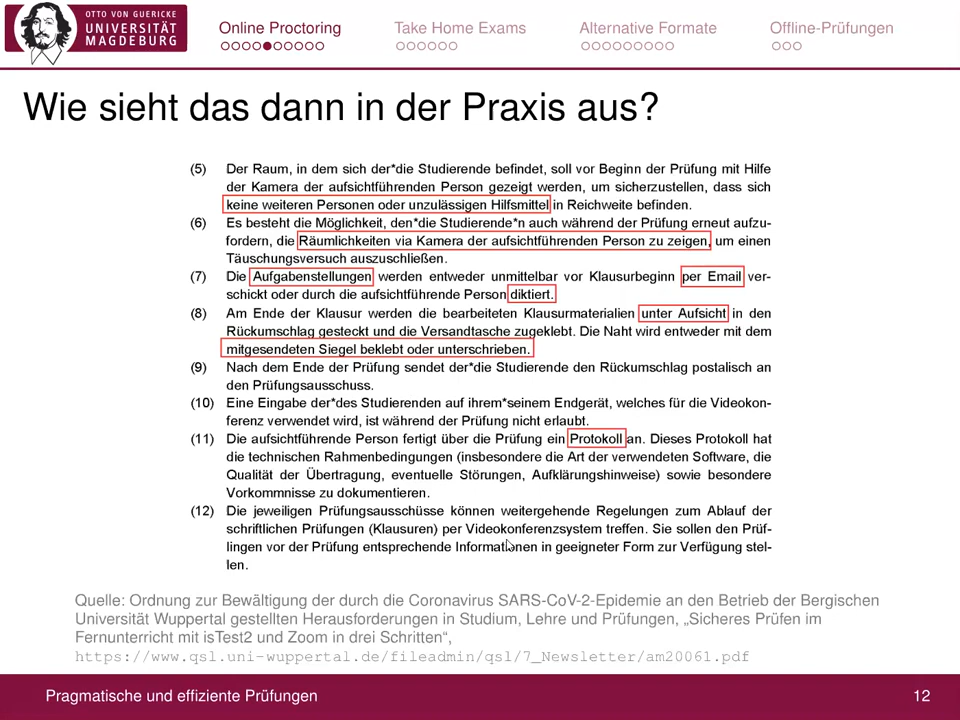 OTTO VON GUERICKE
UNIVERSITÄT
MAGDEBURG
Online Proctoring
Take Home Exams
Alternative Formate
Offline-Prüfungen
Wie sieht das dann in der Praxis aus?
(5) Der Raum, in dem sich der*die Studierende befindet, soll vor Beginn der Prüfung mit Hilfe
der Kamera der aufsichtführenden Person gezeigt werden, um sicherzustellen, dass sich
keine weiteren Personen oder unzulässigen Hilfsmittel in Reichweite befinden.
(6) Es besteht die Möglichkeit, den*die Studierende*n auch während der Prüfung erneut aufzu-
fordern, die Räumlichkeiten via Kamera der aufsichtführenden Person zu zeigen, um einen
Täuschungsversuch auszuschließen.
(7) Die Aufgabenstellungen werden entweder unmittelbar vor Klausurbeginn per Email ver-
schickt oder durch die aufsichtführende Person diktiert.
(8) Am Ende der Klausur werden die bearbeiteten Klausurmaterialien unter Aufsicht in den
Rückumschlag gesteckt und die Versandtasche zugeklebt. Die Naht wird entweder mit dem
mitgesendeten Siegel beklebt oder unterschrieben.
(9) Nach dem Ende der Prüfung sendet der*die Studierende den Rückumschlag postalisch an
den Prüfungsausschuss.
(10) Eine Eingabe der*des Studierenden auf ihrem*seinem Endgerät, welches für die Videokon-
ferenz verwendet wird, ist während der Prüfung nicht erlaubt.
(11) Die aufsichtführende Person fertigt über die Prüfung ein Protokoll an. Dieses Protokoll hat
die technischen Rahmenbedingungen (insbesondere die Art der verwendeten Software, die
Qualität der Übertragung, eventuelle Störungen, Aufklärungshinweise) sowie besondere
Vorkommnisse zu dokumentieren.
(12) Die jeweiligen Prüfungsausschüsse können weitergehende Regelungen zum Ablauf der
schriftlichen Prüfungen (Klausuren) per Videokonferenzsystem treffen. Sie sollen den Prüf-
lingen vor der Prüfung entsprechende Informationen in geeigneter Form zur Verfügung stel-
len.
Quelle: Ordnung zur Bewältigung der durch die Coronavirus SARS-CoV-2-Epidemie an den Betrieb der Bergischen
Universität Wuppertal gestellten Herausforderungen in Studium, Lehre und Prüfungen, „Sicheres Prüfen im
Fernunterricht mit isTest2 und Zoom in drei Schritten“,
https://www.qsl.uni-wuppertal.de/fileadmin/qsl/7_Newsletter/am20061.pdf
Pragmatische und effiziente Prüfungen
12